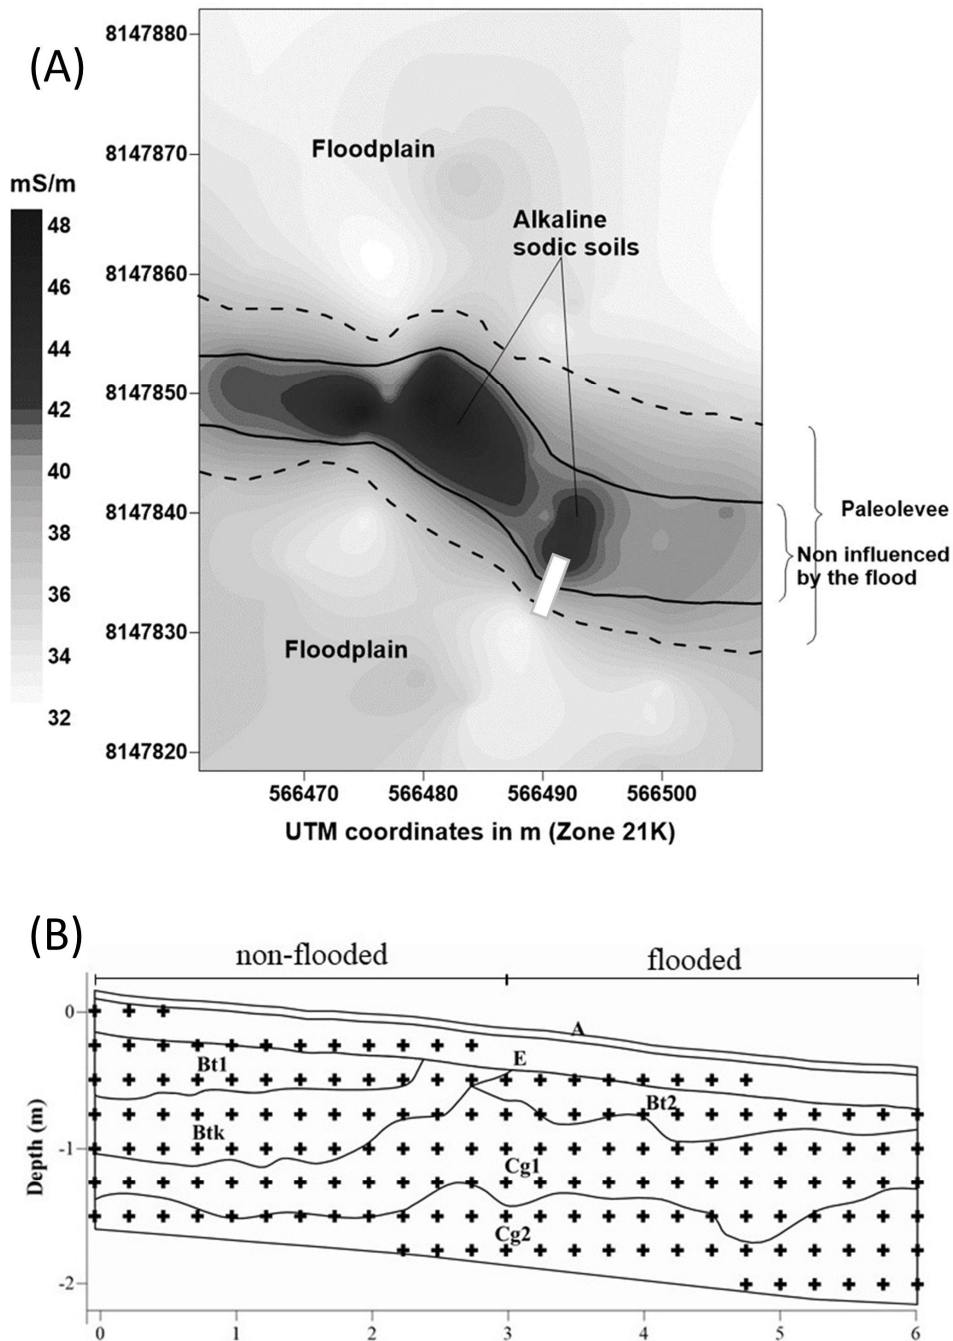 (A)
8147880
8147870
8147860
8147850
8147840
8147830
8147820
mS/m
48
46
44
42
40
38
36
34
32
Floodplain
Alkaline
sodic soils
Paleolevee
Non influenced
by the flood
Floodplain
566470 566480 566490 566500
UTM coordinates in m (Zone 21K)
(B)
non-flooded flooded
Depth (m)
0
-1
-2
A
E
Bt1
Bt2
Btk
Cg1
Cg2
0 1 2 3 4 5 6